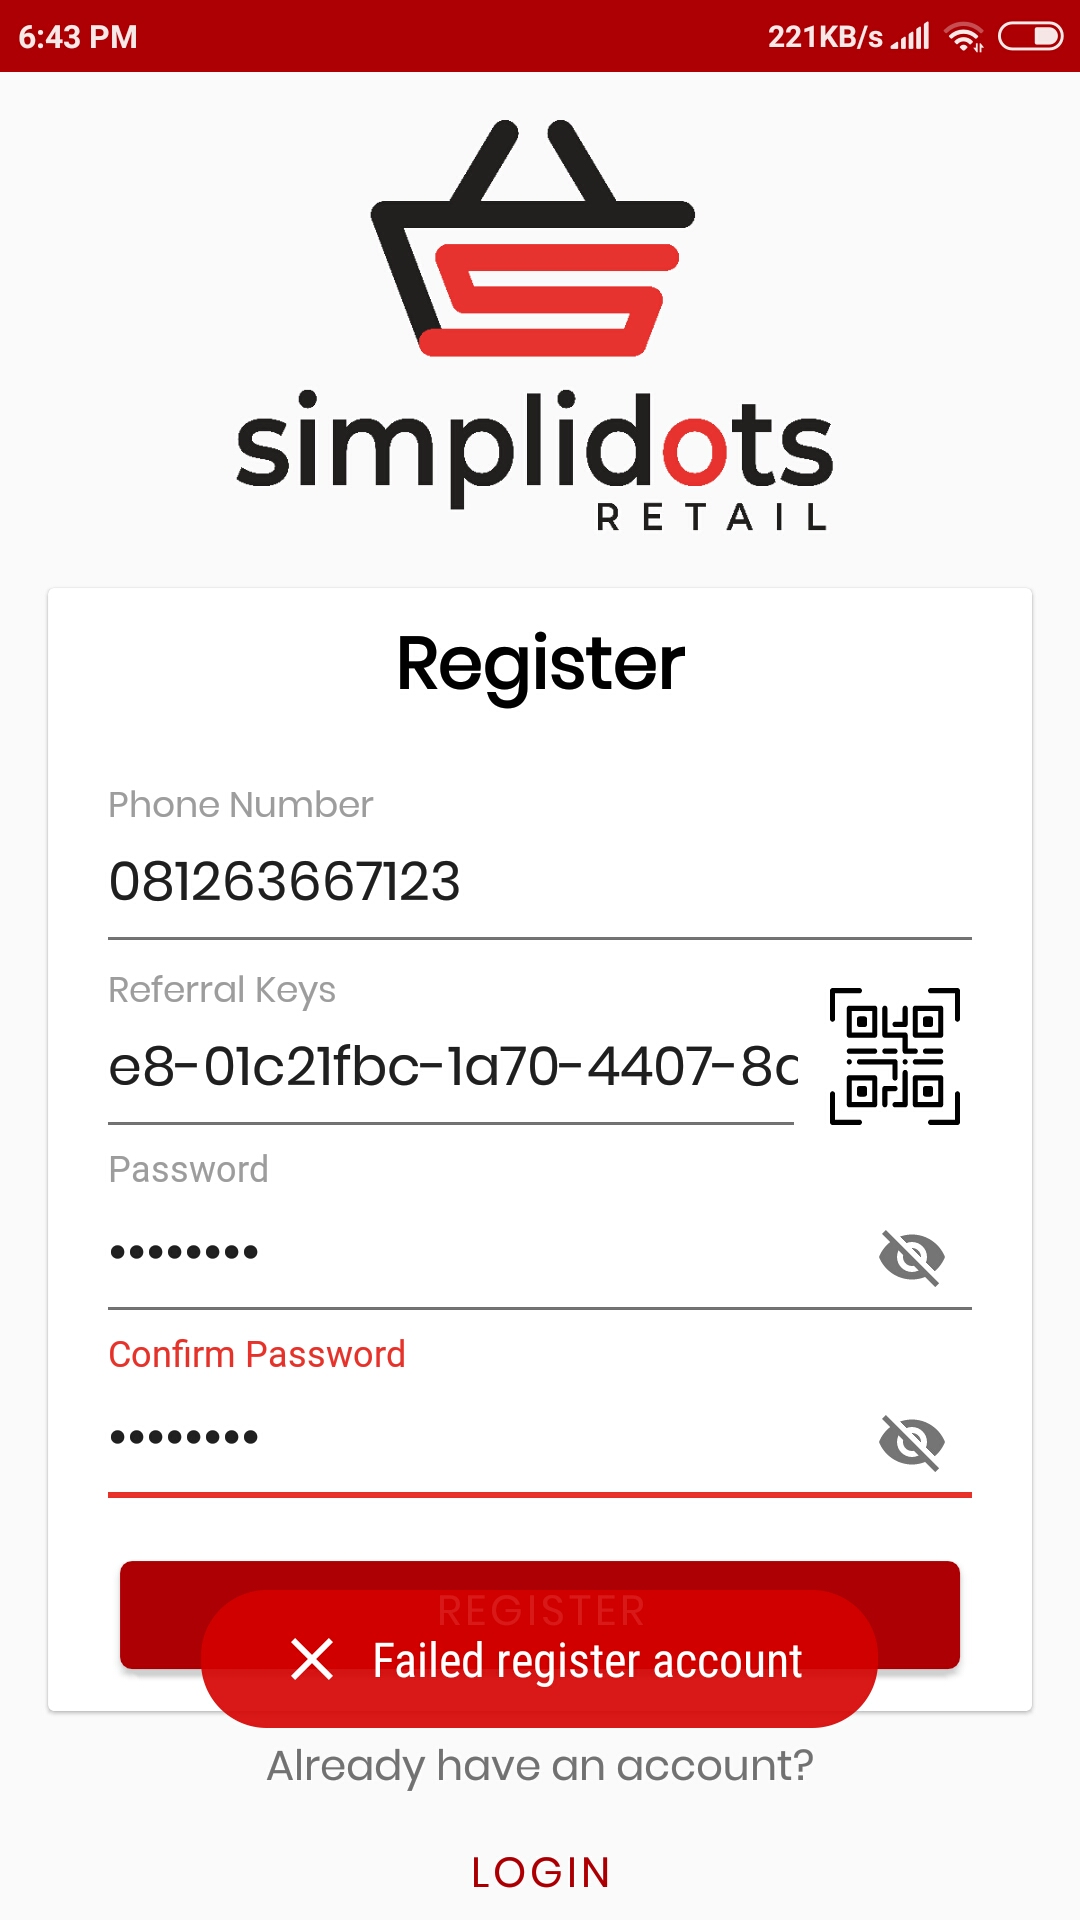 6:43 PM 221KB/s
simplidots
RETAIL
Register
Phone Number
081263667123
Referral Keys
e8-01c21fbc-1a70-4407-8
Password
••••••••
Confirm Password
••••••••
REGISTER
Failed register account
Already have an account?
LOGIN